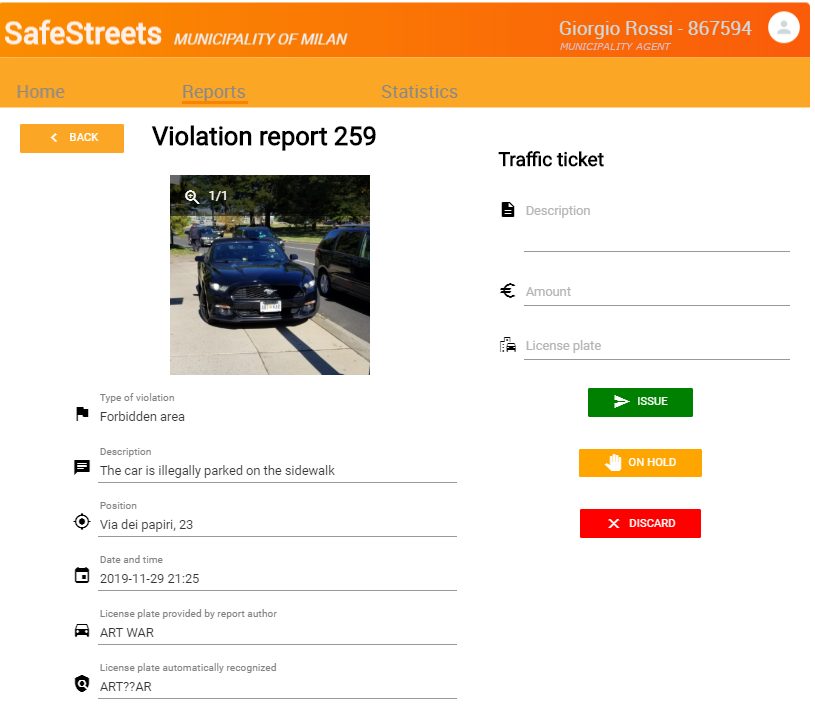 SafeStreets MUNICIPALITY OF MILAN
Giorgio Rossi - 867594
MUNICIPALITY AGENT
Home Reports Statistics
BACK
Violation report 259
1/1
Type of violation
Forbidden area
Description
The car is illegally parked on the sidewalk
Position
Via dei papiri, 23
Date and time
2019-11-29 21:25
License plate provided by report author
ART WAR
License plate automatically recognized
ART??AR
Traffic ticket
Description
Amount
License plate
ISSUE
ON HOLD
DISCARD